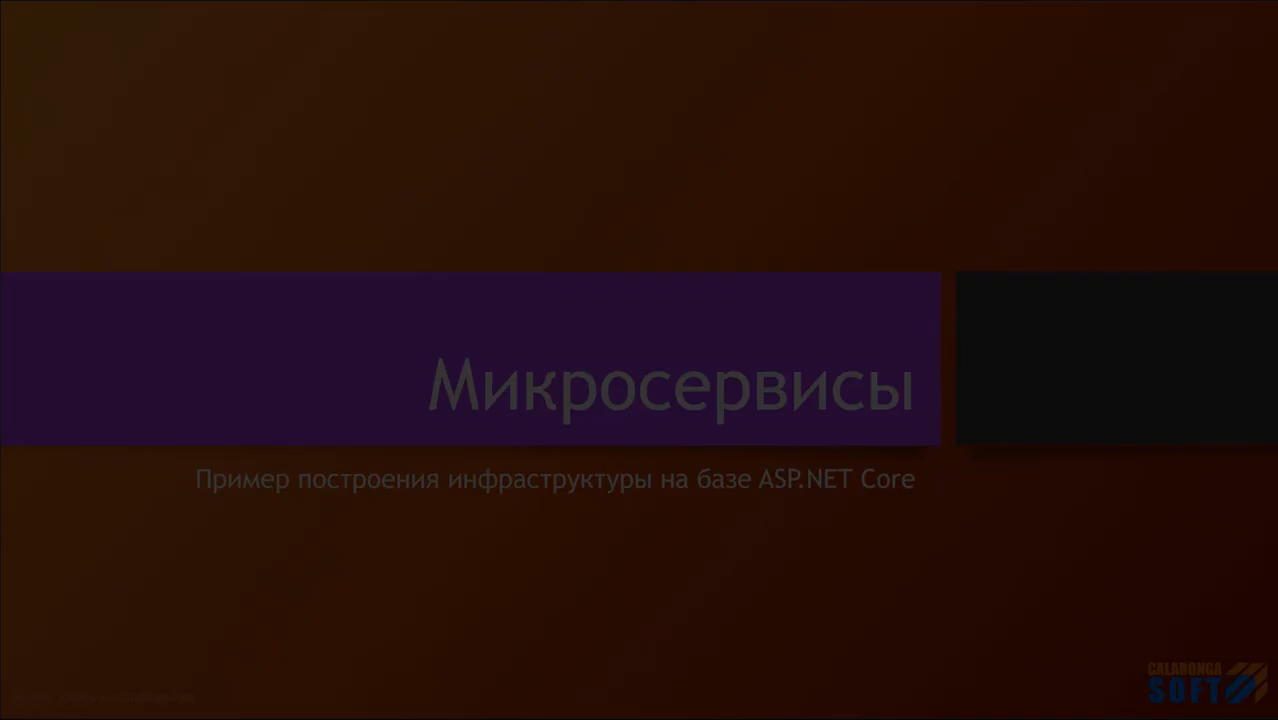 Микросервисы
Пример построения инфраструктуры на базе ASP.NET Core
CALABONGA
SOFT